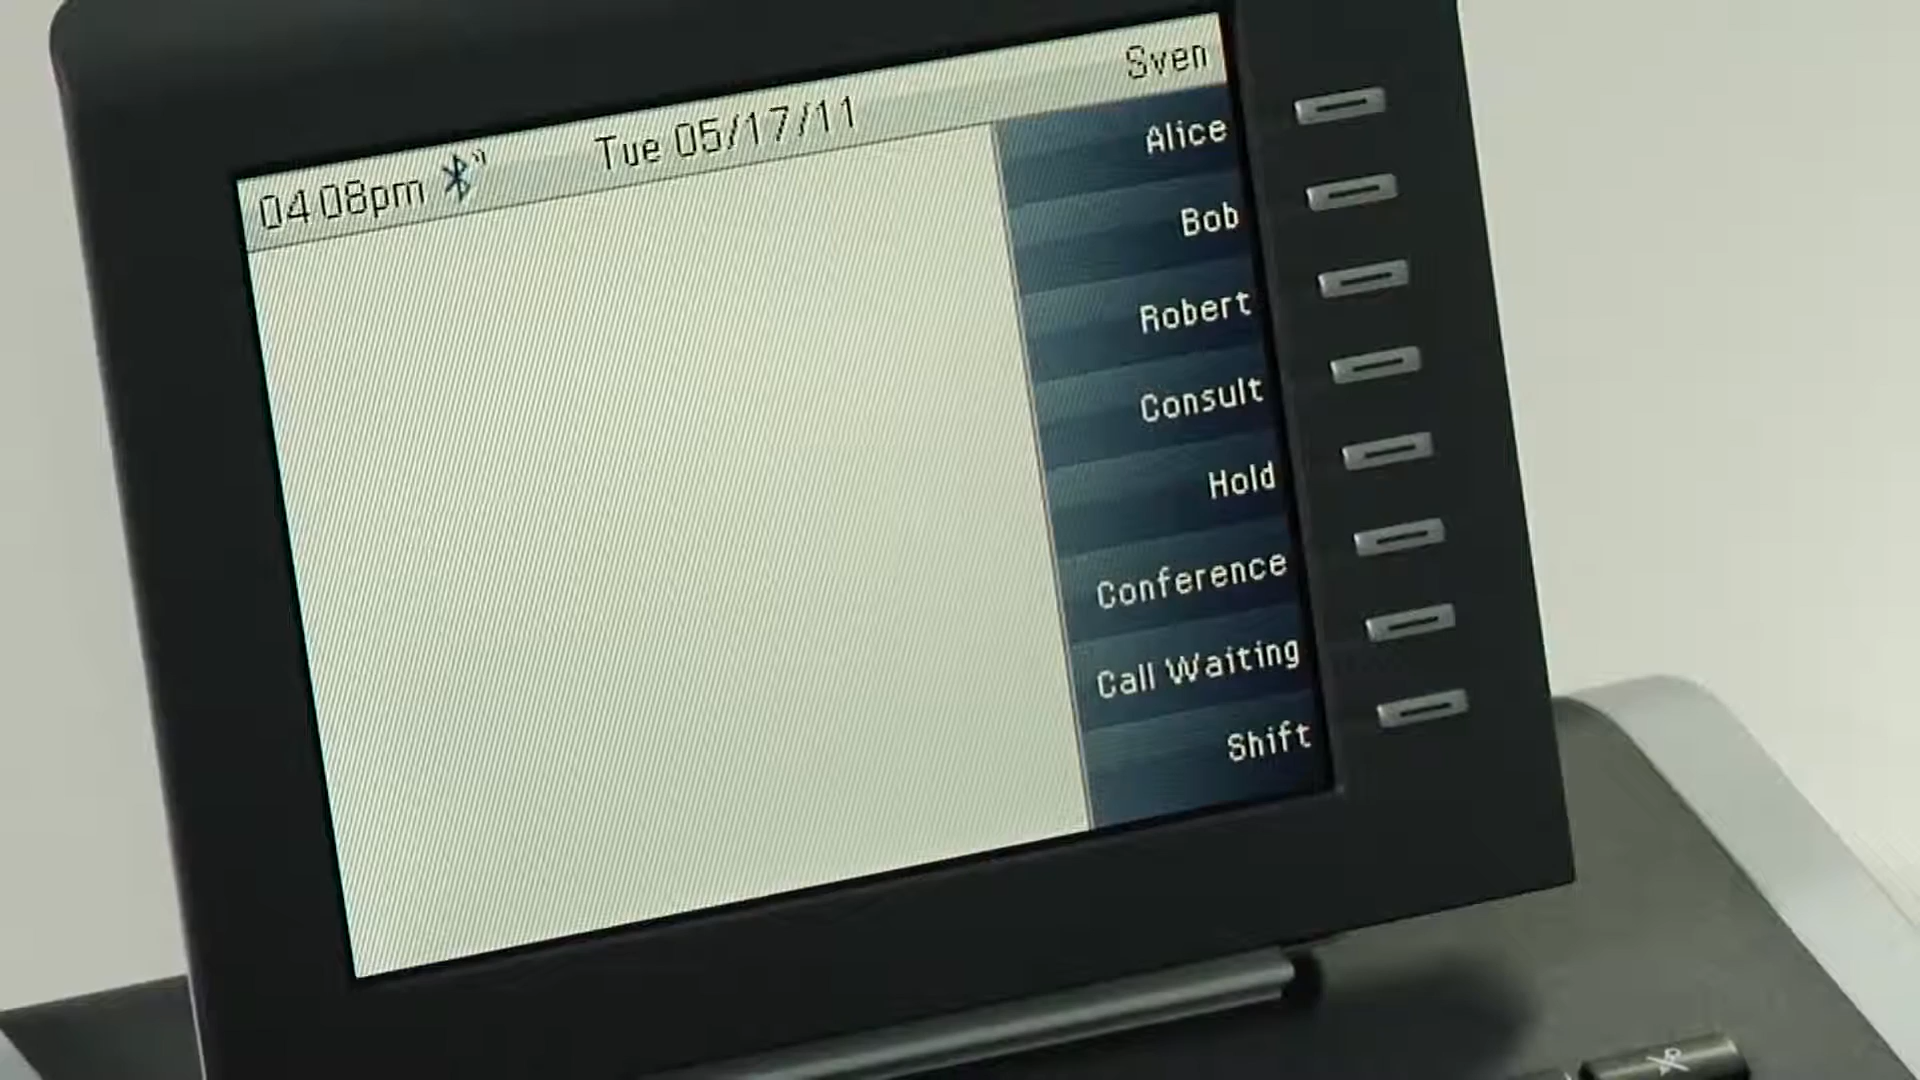 Sven
04 08pm Tue 05/17/11
Alice
Bob
Robert
Consult
Hold
Conference
Call Waiting
Shift